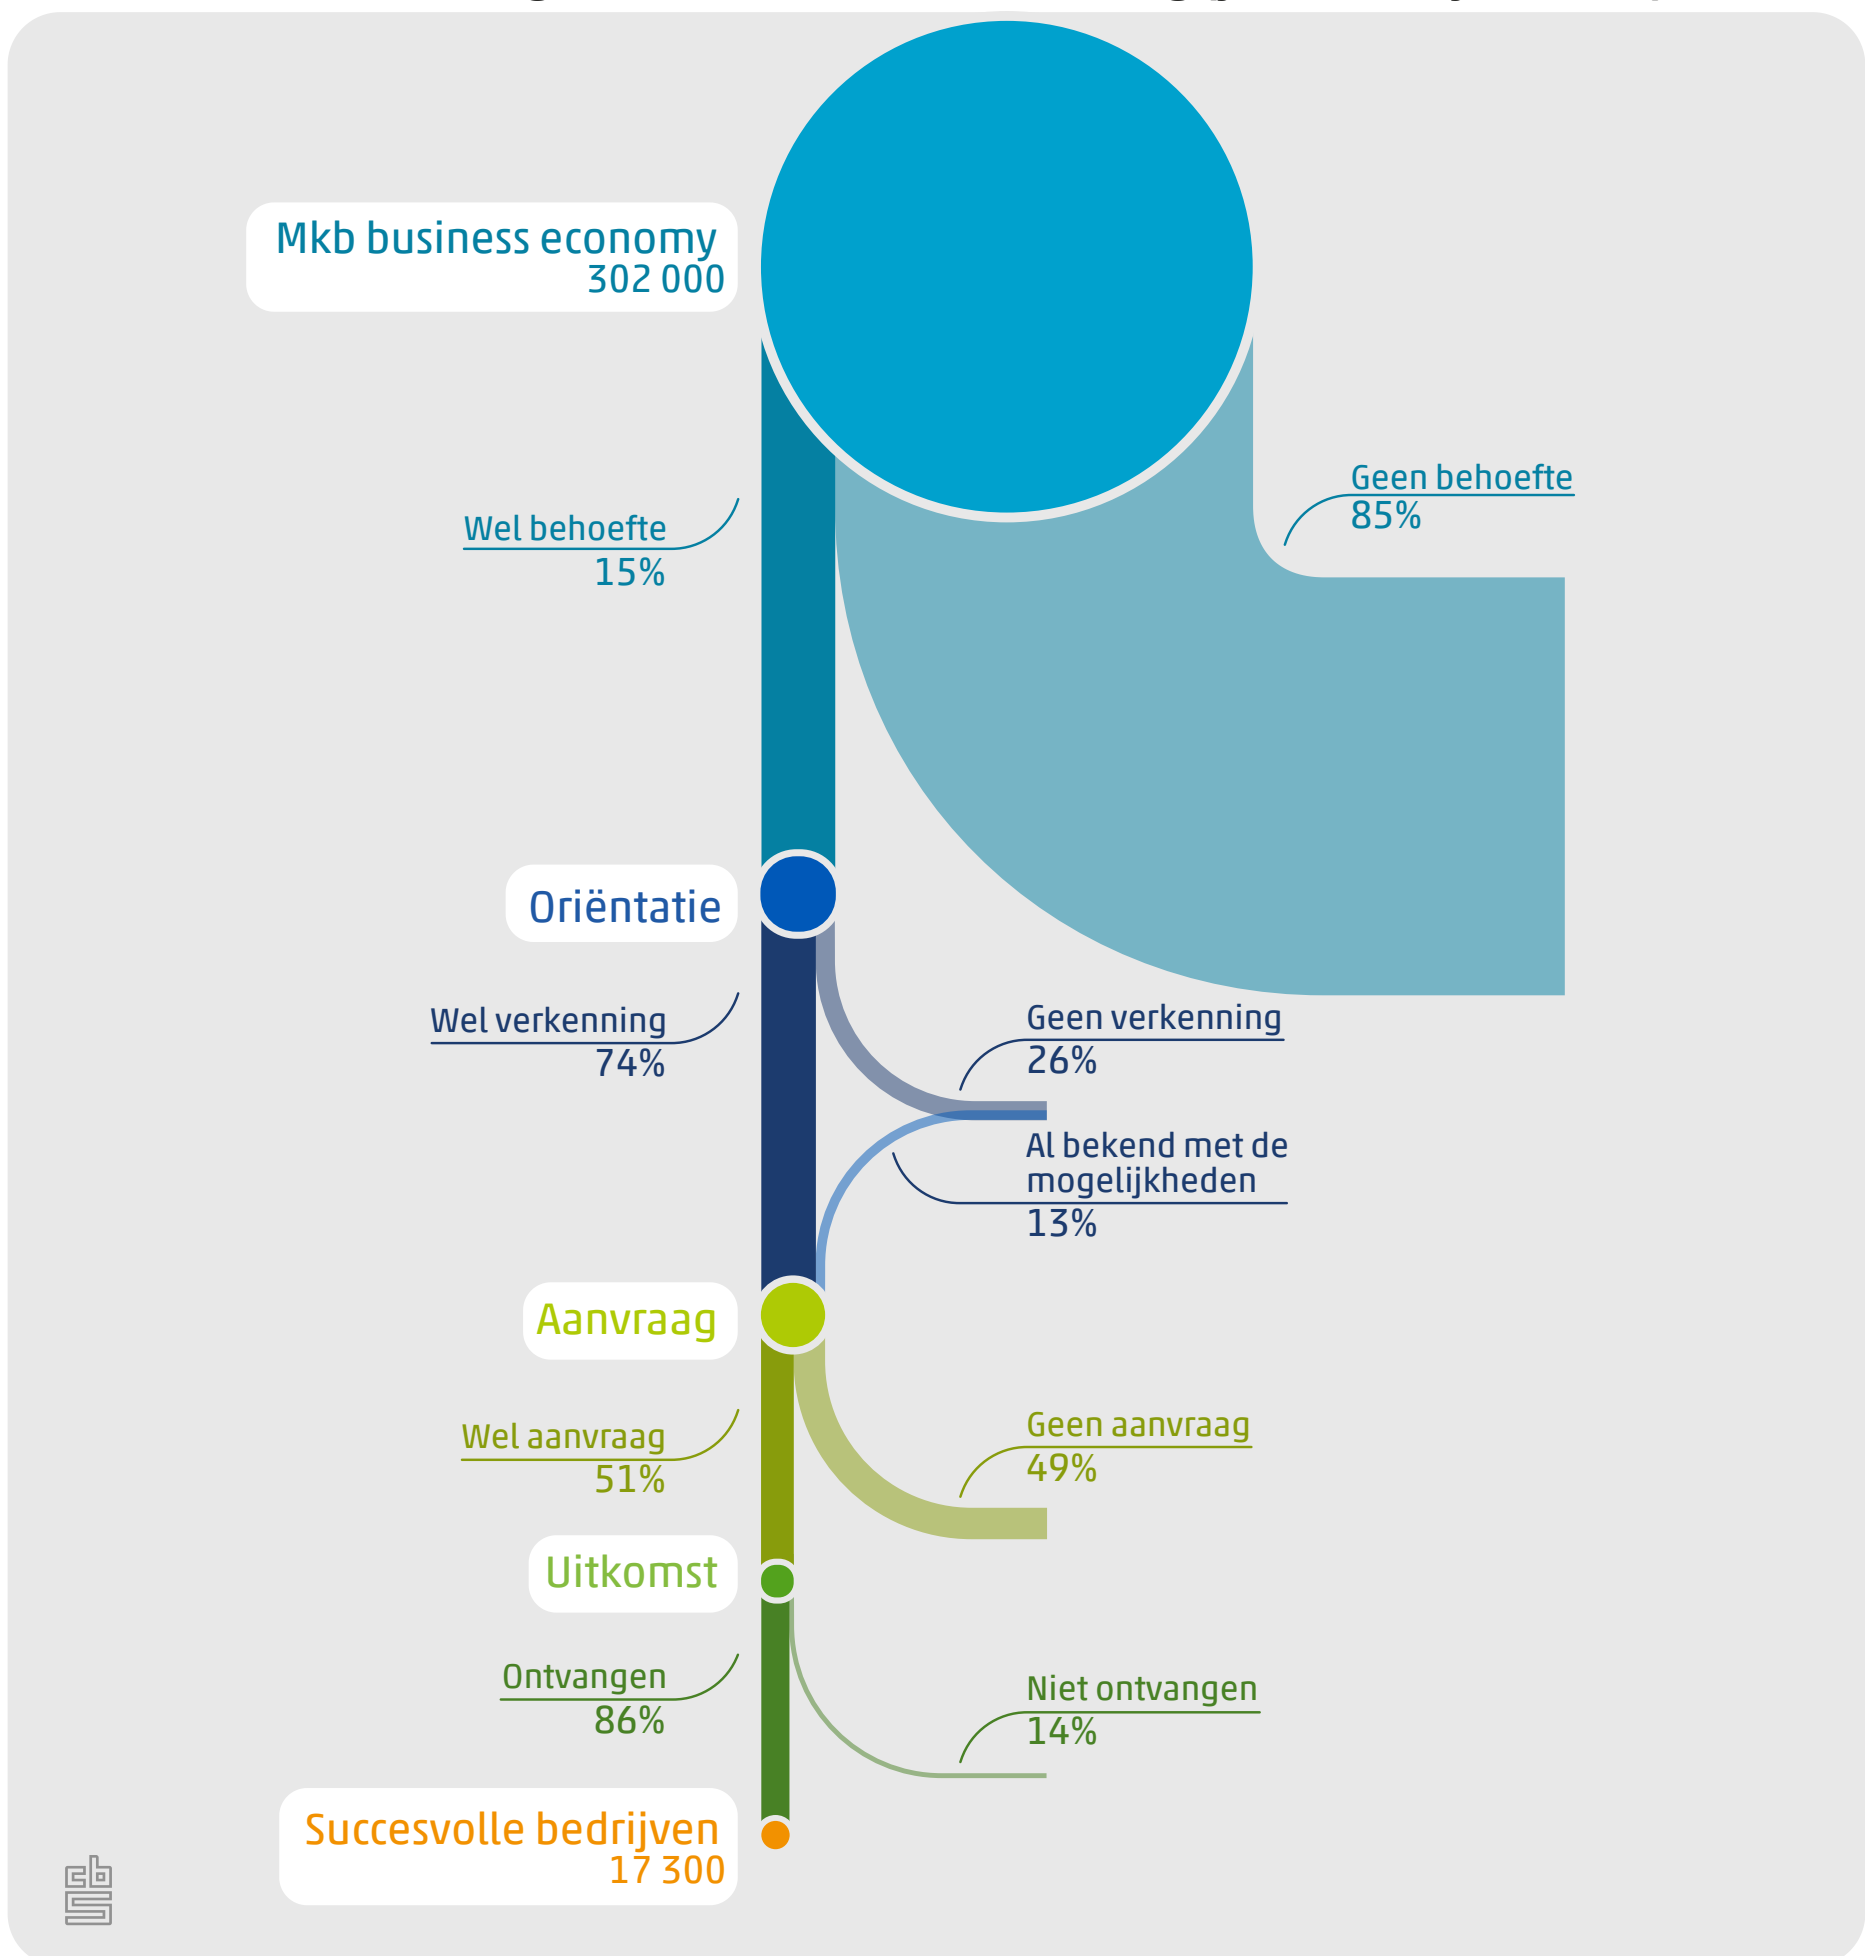 Mkb business economy
302 000
Geen behoefte
85%
Wel behoefte
15%
Oriëntatie
Wel verkenning
74%
Geen verkenning
26%
Al bekend met de
mogelijkheden
13%
Aanvraag
Wel aanvraag
51%
Geen aanvraag
49%
Uitkomst
Ontvangen
86%
Niet ontvangen
14%
Succesvolle bedrijven
17 300
cbs